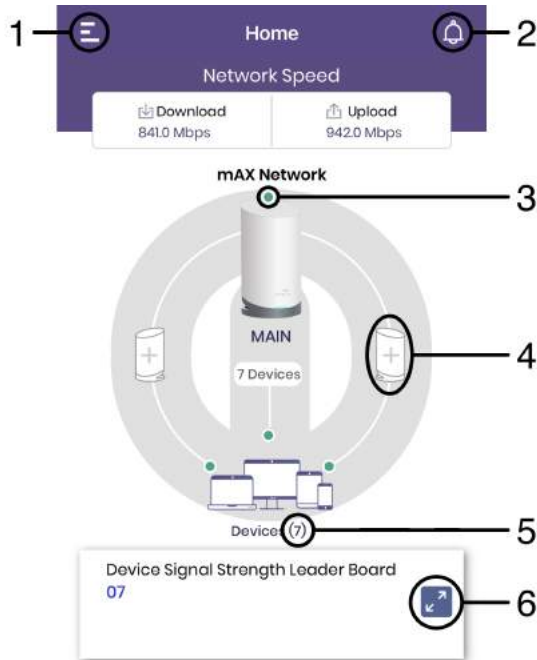 1
Home
2
Network Speed
Download
841.0 Mbps
Upload
942.0 Mbps
mAX Network
3
MAIN
4
7 Devices
Devices (7)
5
Device Signal Strength Leader Board
07
6